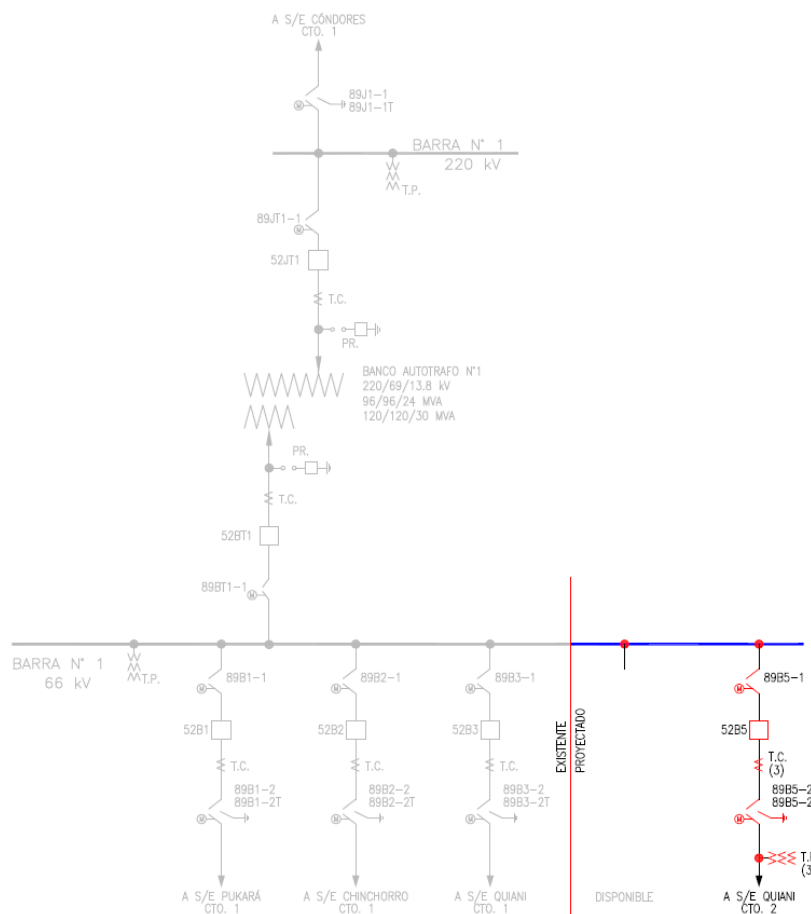 A S/E CÓNDORES
CTO. 1
89J1-1
89J1-1T
BARRA N° 1
220 kV
T.P.
89JT1-1
52JT1
T.C.
PR.
BANCO AUTOTRAFO N°1
220/69/13.8 kV
96/96/24 MVA
120/120/30 MVA
PR.
T.C.
52BT1
89BT1-1
BARRA N° 1
66 kV
T.P.
89B1-1
52B1
T.C.
89B1-2
89B1-2T
A S/E PUKARÁ
CTO. 1
89B2-1
52B2
T.C.
89B2-2
89B2-2T
A S/E CHINCHORRO
CTO. 1
89B3-1
52B3
T.C.
89B3-2
89B3-2T
A S/E QUIANI
CTO. 1
EXISTENTE
PROYECTADO
DISPONIBLE
89B5-1
52B5
T.C.
(3)
89B5-2
89B5-2
A S/E QUIANI
CTO. 2